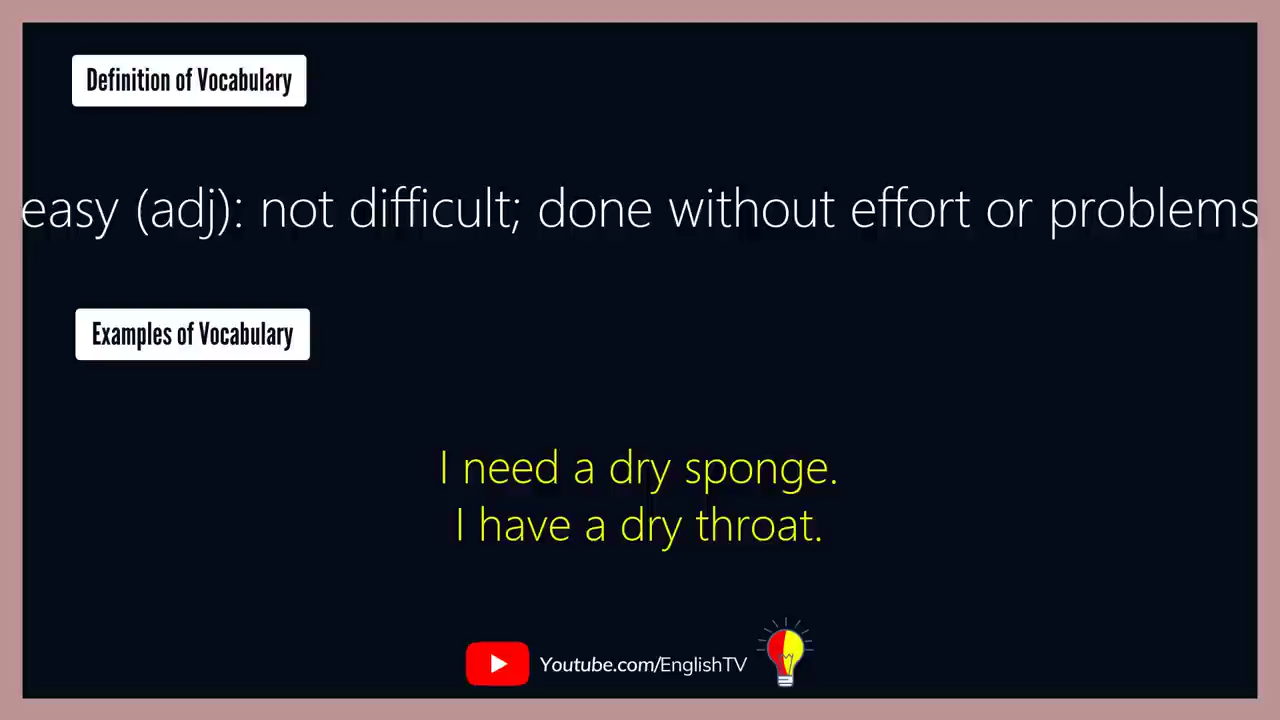 Definition of Vocabulary
easy (adj): not difficult; done without effort or problems
Examples of Vocabulary
I need a dry sponge.
I have a dry throat.
Youtube.com/EnglishTV